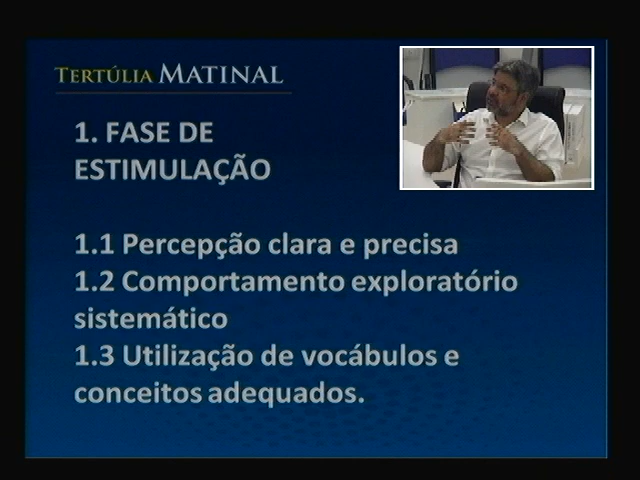 TERTÚLIA MATINAL
1. FASE DE
ESTIMULAÇÃO
1.1 Percepção clara e precisa
1.2 Comportamento exploratório
sistemático
1.3 Utilização de vocábulos e
conceitos adequados.